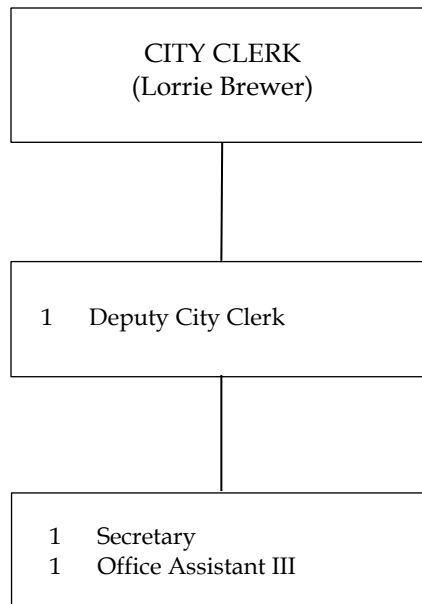 CITY CLERK
(Lorrie Brewer)
1 Deputy City Clerk
1 Secretary
1 Office Assistant III